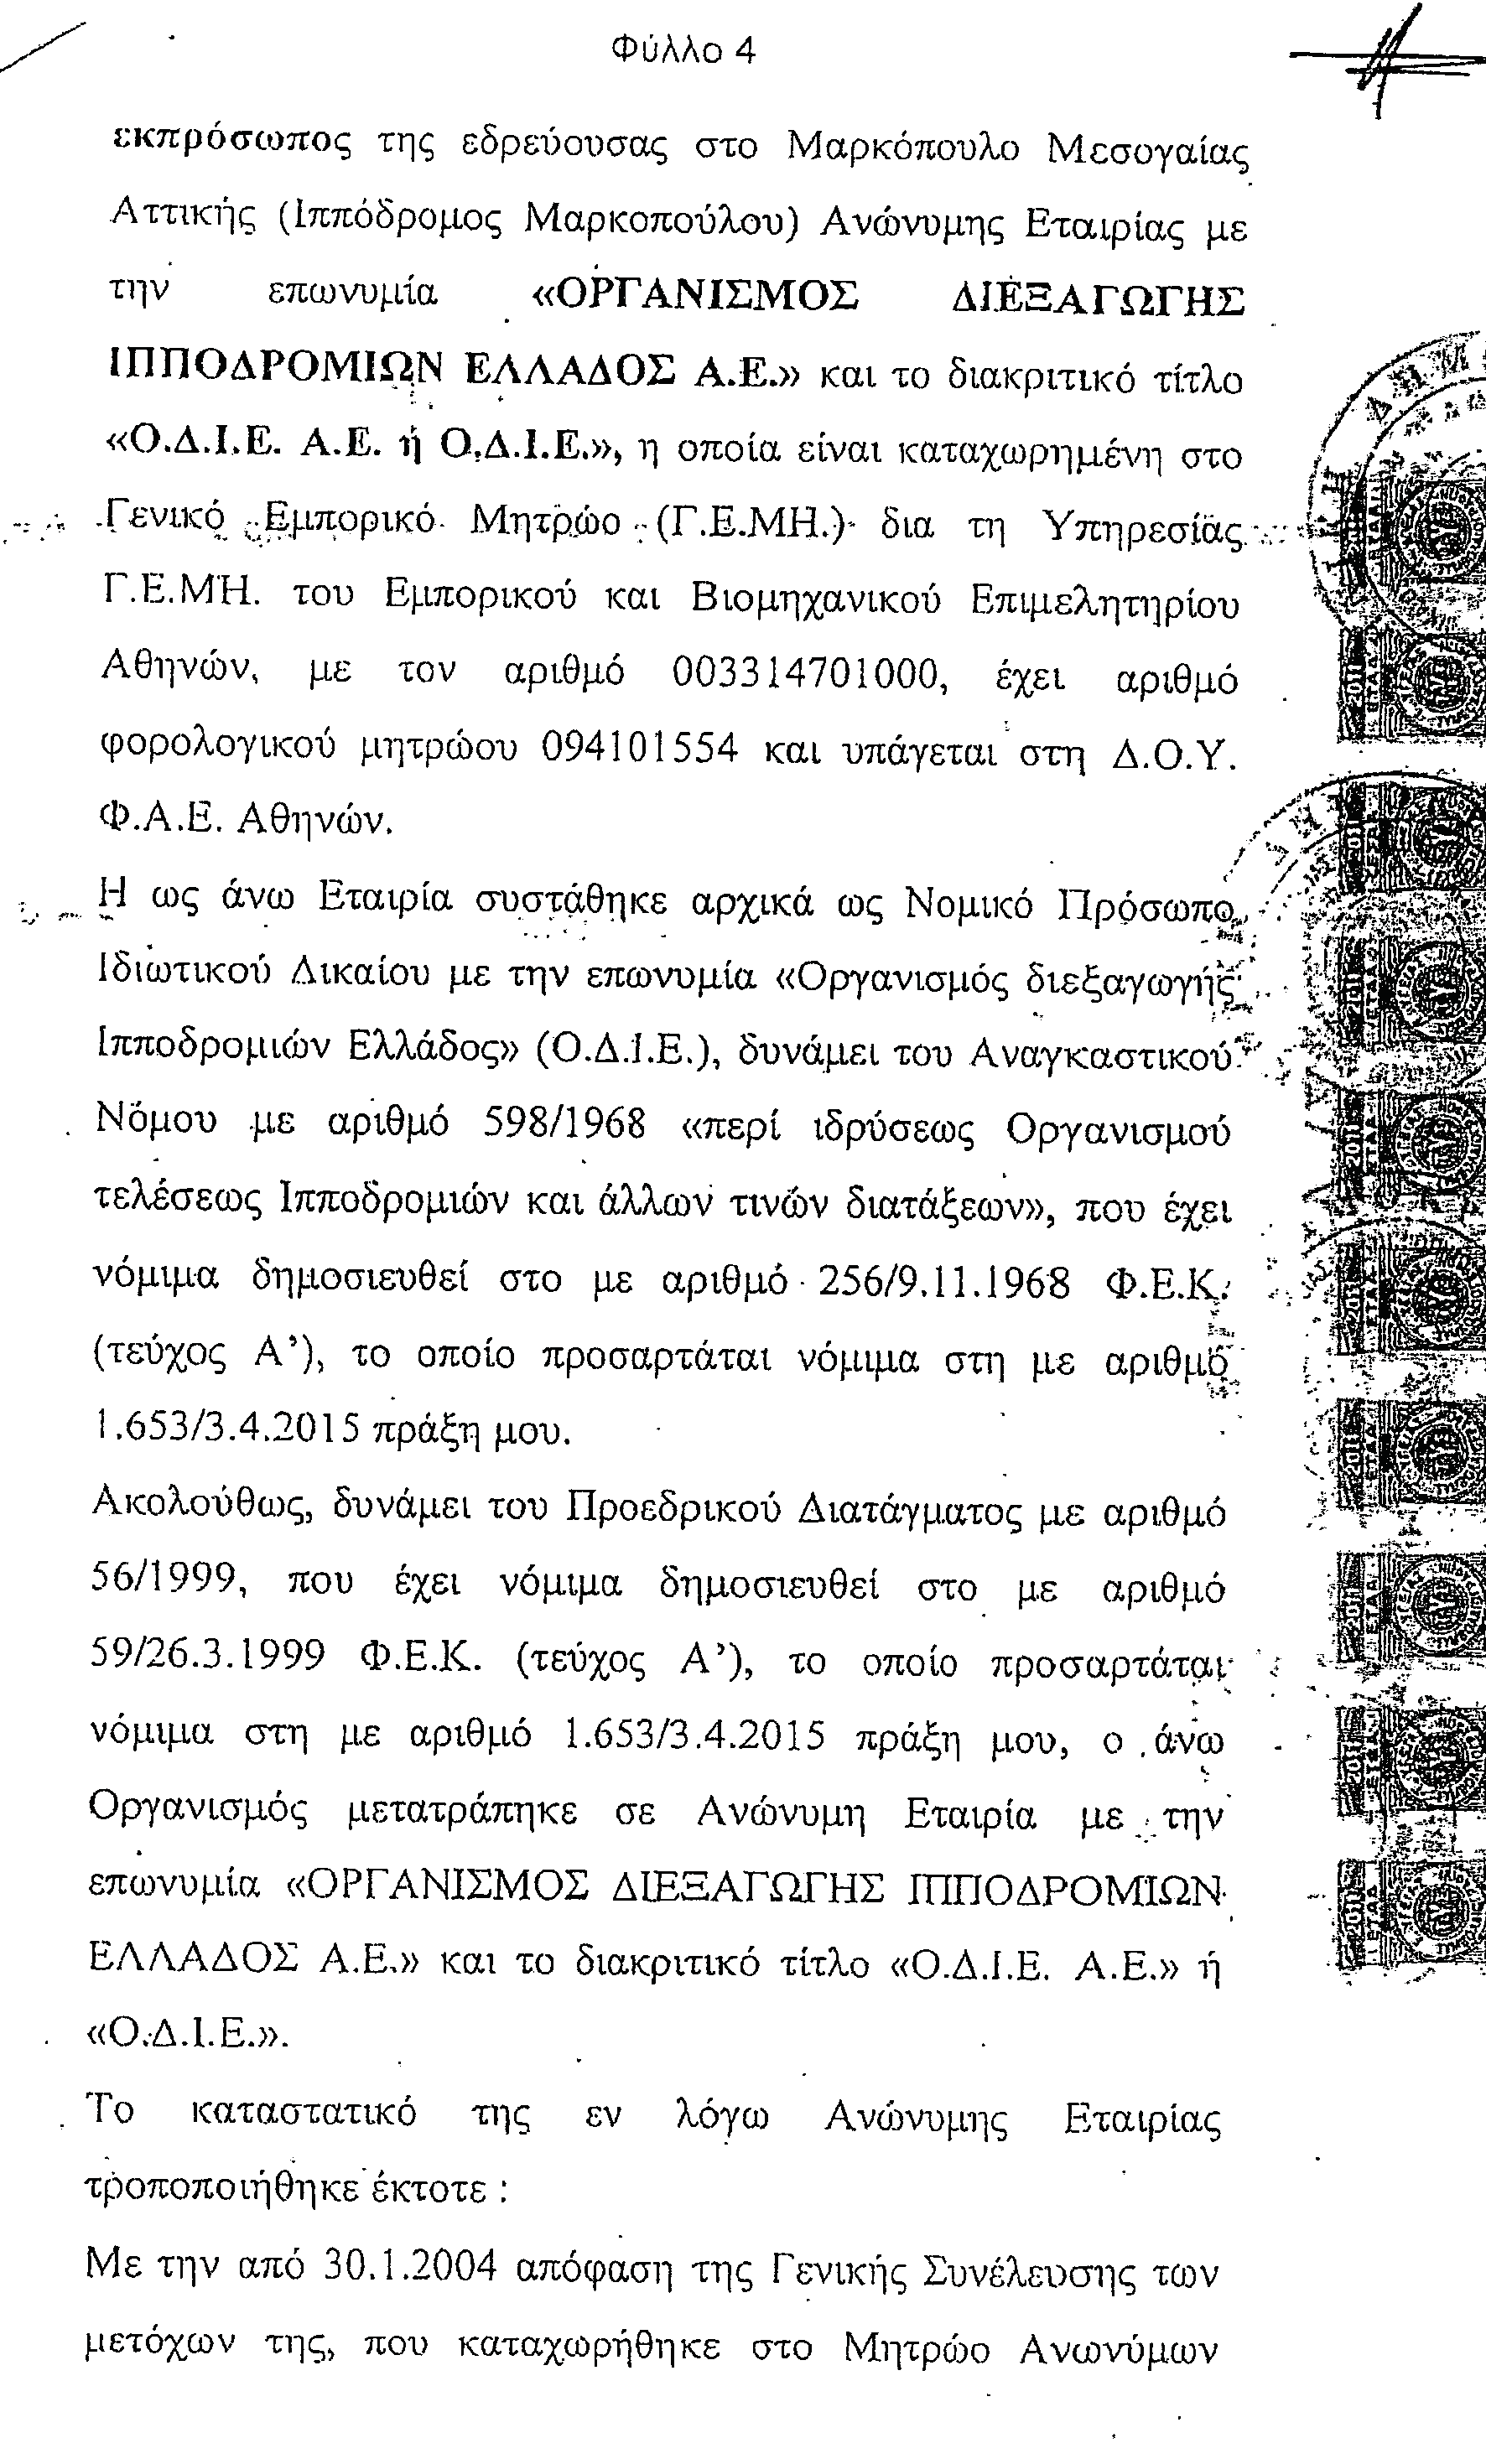 Φύλλο 4
εκπρόσωπος της εδρεύουσας στο Μαρκόπουλο Μεσογαίας
Αττικής (Ιππόδρομος Μαρκοπούλου) Ανώνυμης Εταιρίας με
την επωνυμία «ΟΡΓΑΝΙΣΜΟΣ ΔΙΕΞΑΓΩΓΗΣ
ΙΠΠΟΔΡΟΜΙΩΝ ΕΛΛΑΔΟΣ Α.Ε.» και το διακριτικό τίτλο
«Ο.Δ.Ι.Ε. Α.Ε. ή Ο.Δ.Ι.Ε.», η οποία είναι καταχωρημένη στο
Γενικό Εμπορικό Μητρώο (Γ.Ε.ΜΗ.) δια τη Υπηρεσίας
Γ.Ε.ΜΗ. του Εμπορικού και Βιομηχανικού Επιμελητηρίου
Αθηνών, με τον αριθμό 003314701000, έχει αριθμό
φορολογικού μητρώου 094101554 και υπάγεται στη Δ.Ο.Υ.
Φ.Α.Ε. Αθηνών.
Η ως άνω Εταιρία συστάθηκε αρχικά ως Νομικό Πρόσωπο
Ιδιωτικού Δικαίου με την επωνυμία «Οργανισμός διεξαγωγής
Ιπποδρομιών Ελλάδος» (Ο.Δ.Ι.Ε.), δυνάμει του Αναγκαστικού
Νόμου με αριθμό 598/1968 «περί ιδρύσεως Οργανισμού
τελέσεως Ιπποδρομιών και άλλων τινών διατάξεων», που έχει
νόμιμα δημοσιευθεί στο με αριθμό 256/9.11.1968 Φ.Ε.Κ.
(τεύχος Α'), το οποίο προσαρτάται νόμιμα στη με αριθμό
1.653/3.4.2015 πράξη μου.
Ακολούθως, δυνάμει του Προεδρικού Διατάγματος με αριθμό
56/1999, που έχει νόμιμα δημοσιευθεί στο με αριθμό
59/26.3.1999 Φ.Ε.Κ. (τεύχος Α'), το οποίο προσαρτάται
νόμιμα στη με αριθμό 1.653/3.4.2015 πράξη μου, ο άνω
Οργανισμός μετατράπηκε σε Ανώνυμη Εταιρία με την
επωνυμία «ΟΡΓΑΝΙΣΜΟΣ ΔΙΕΞΑΓΩΓΗΣ ΙΠΠΟΔΡΟΜΙΩΝ
ΕΛΛΑΔΟΣ Α.Ε.» και το διακριτικό τίτλο «Ο.Δ.Ι.Ε. Α.Ε.» ή
«Ο.Δ.Ι.Ε.».
Το καταστατικό της εν λόγω Ανώνυμης Εταιρίας
τροποποιήθηκε έκτοτε :
Με την από 30.1.2004 απόφαση της Γενικής Συνέλευσης των
μετόχων της, που καταχωρήθηκε στο Μητρώο Ανωνύμων